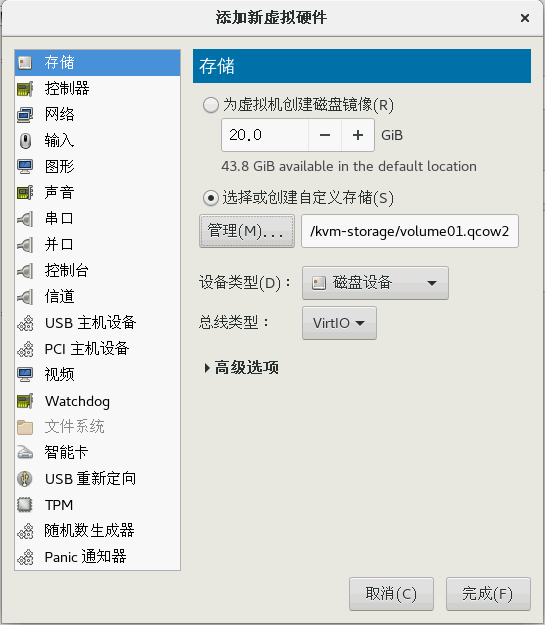 添加新虚拟硬件
存储
控制器
网络
输入
图形
声音
串口
并口
控制台
信道
USB 主机设备
PCI 主机设备
视频
Watchdog
文件系统
智能卡
USB 重新定向
TPM
随机数生成器
Panic 通知器
存储
为虚拟机创建磁盘镜像(R)
20.0 − + GiB
43.8 GiB available in the default location
选择或创建自定义存储(S)
管理(M)... /kvm-storage/volume01.qcow2
设备类型(D)： 磁盘设备
总线类型： VirtIO
高级选项
取消(C) 完成(F)